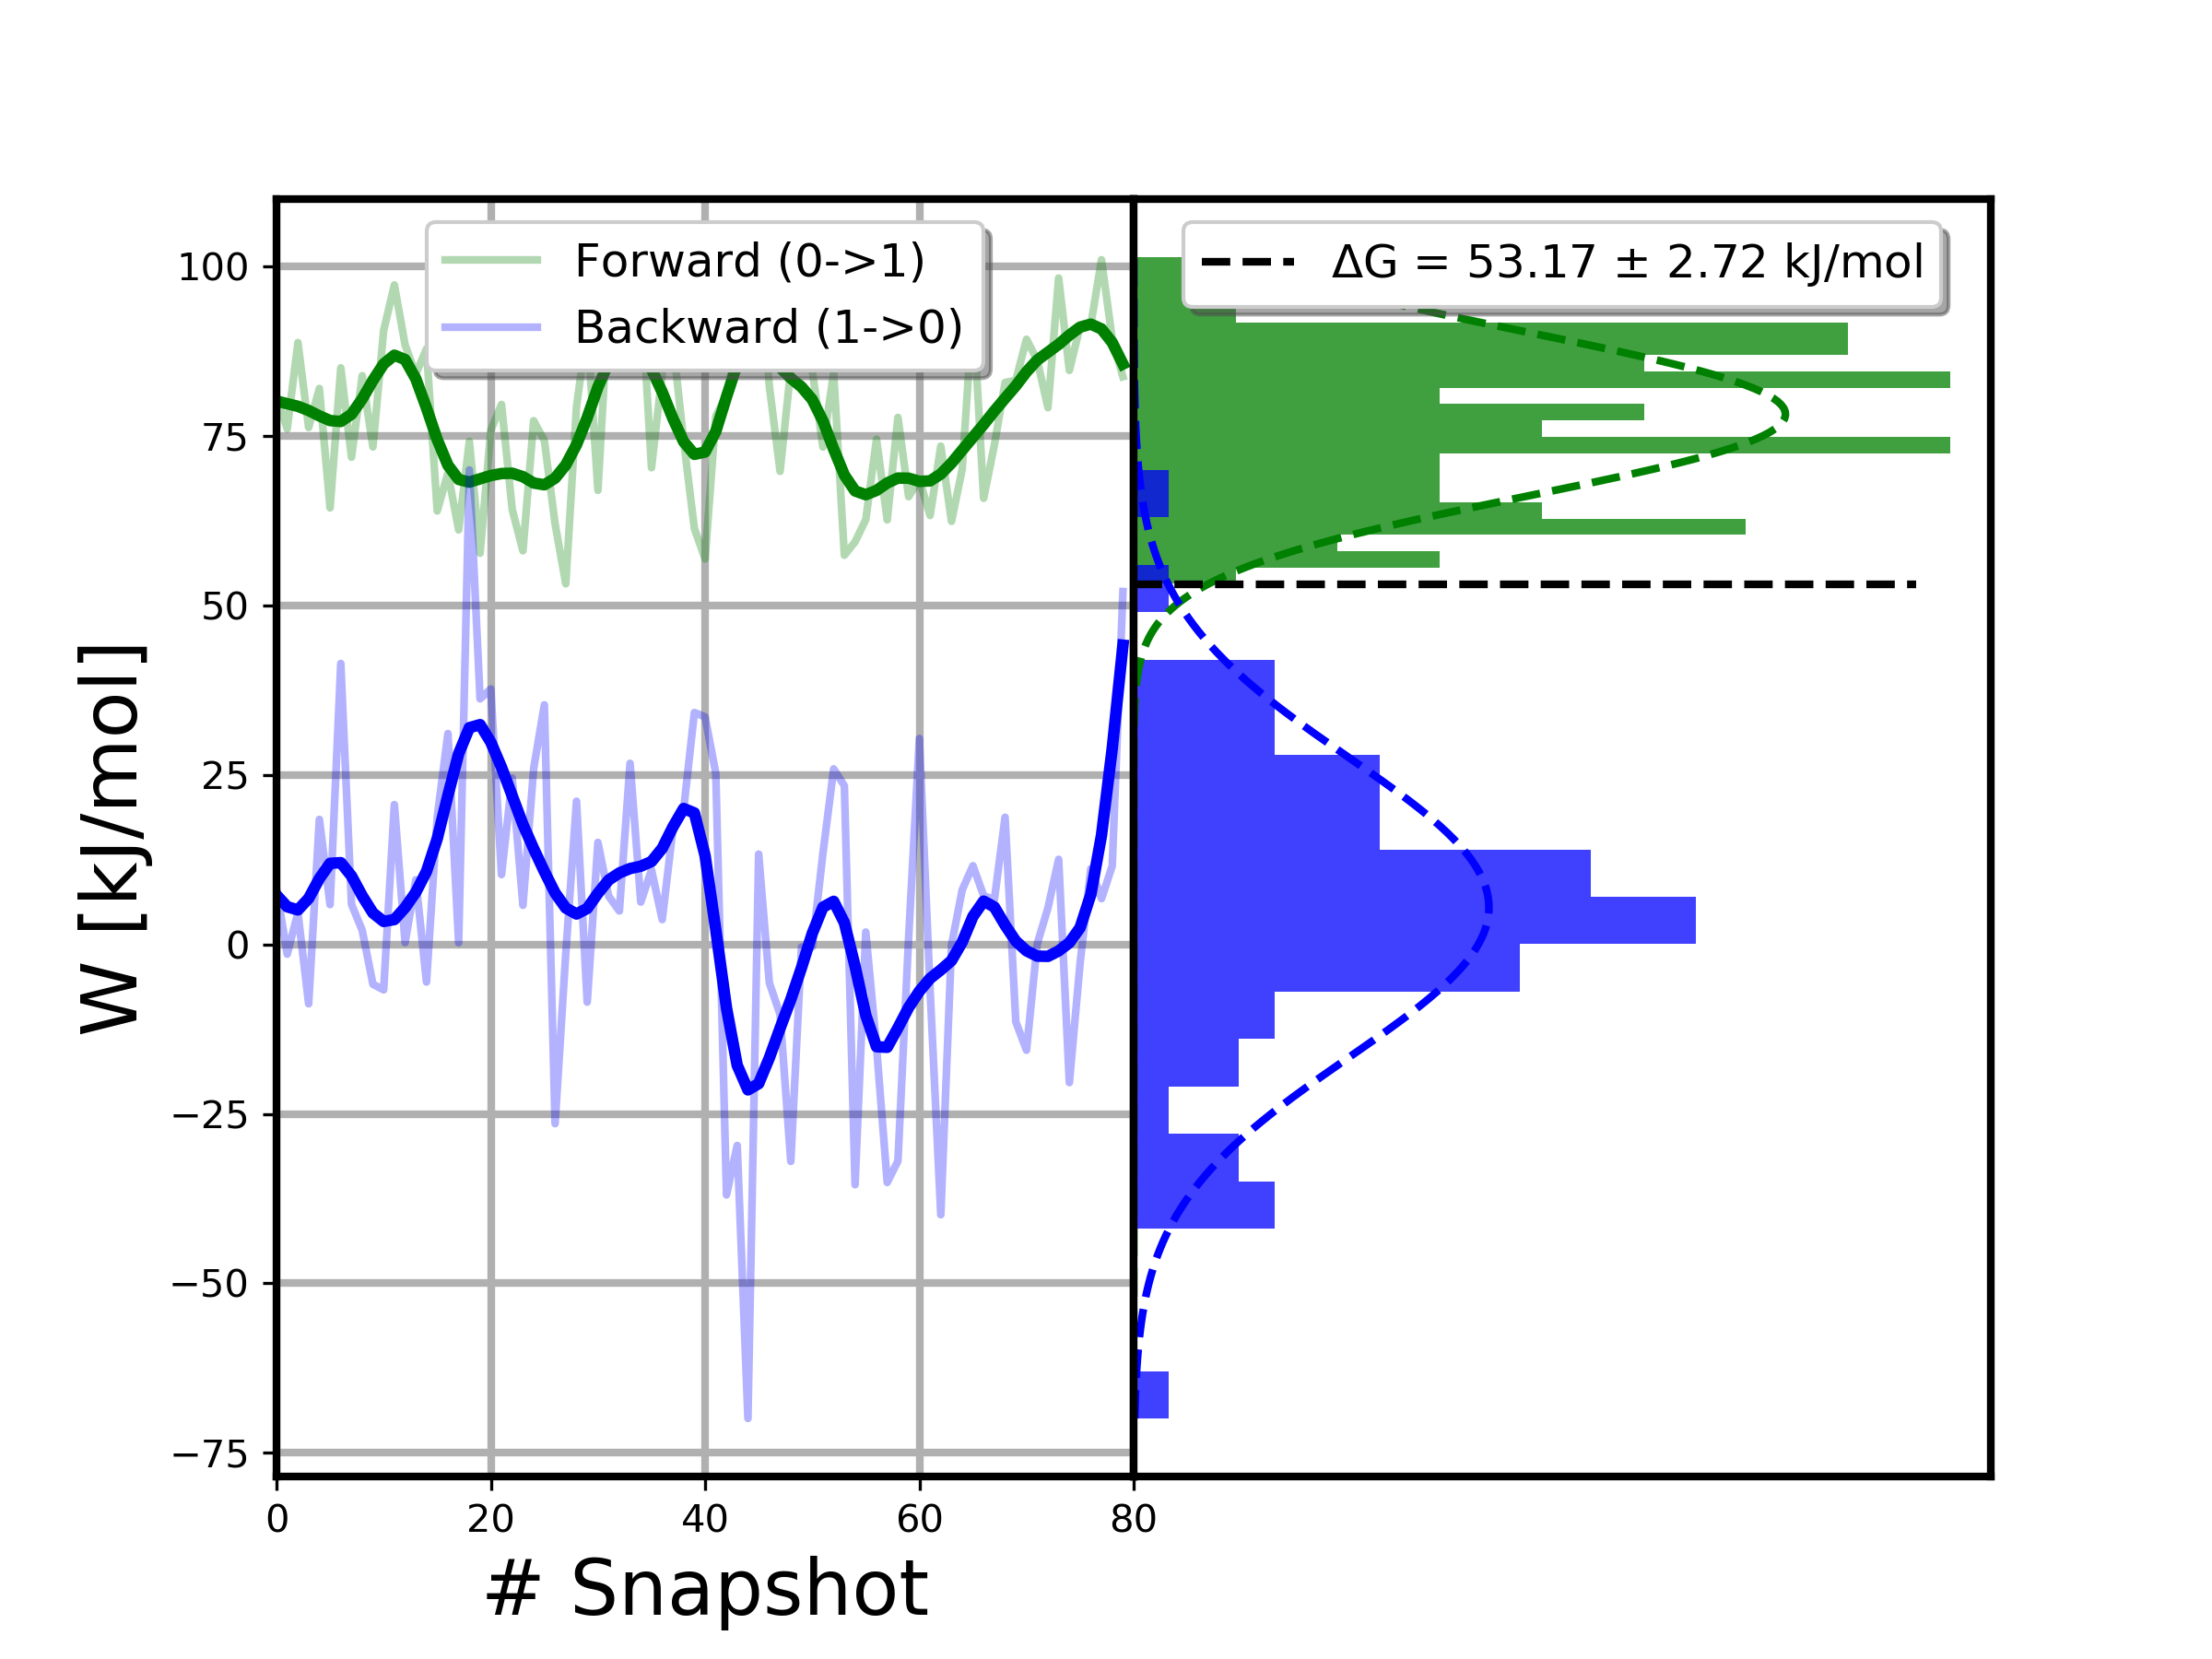 Forward (0->1)
Backward (1->0)
ΔG = 53.17 ± 2.72 kJ/mol
W [kJ/mol]
100
75
50
25
0
−25
−50
−75
0 20 40 60 80
# Snapshot